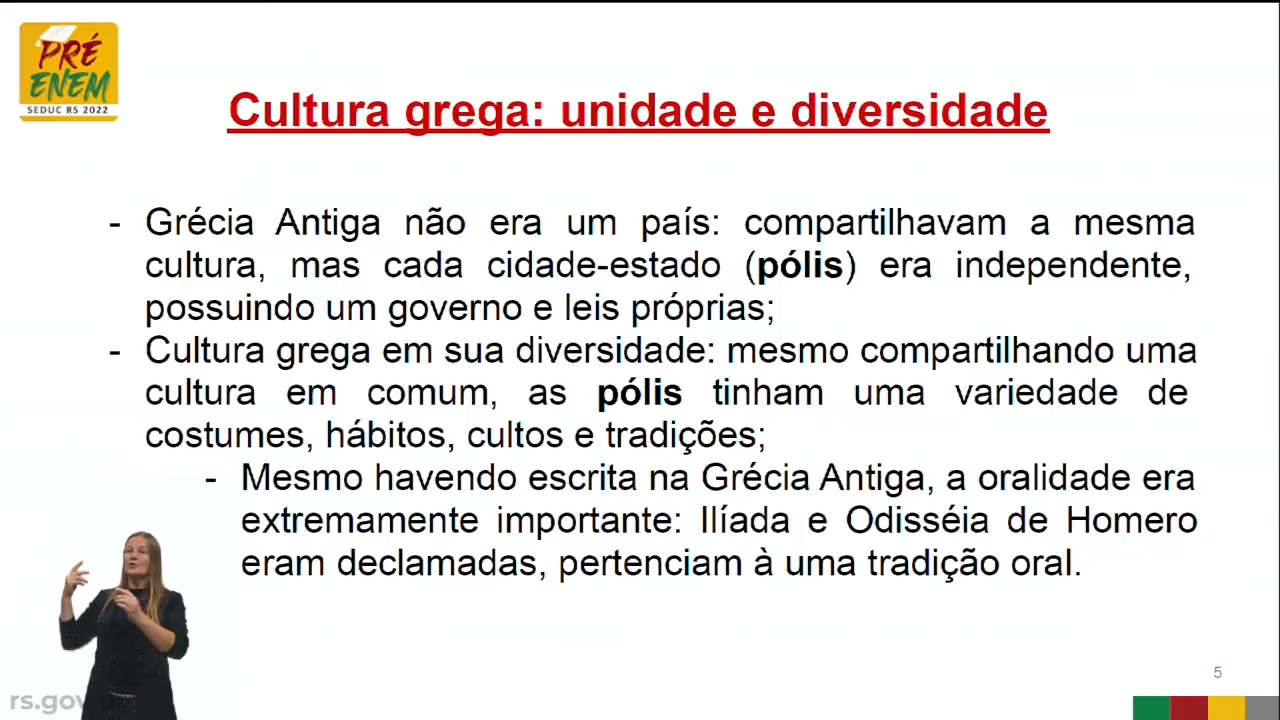 PRÉ
ENEM
SEDUC RS 2022
Cultura grega: unidade e diversidade
- Grécia Antiga não era um país: compartilhavam a mesma
cultura, mas cada cidade-estado (pólis) era independente,
possuindo um governo e leis próprias;
- Cultura grega em sua diversidade: mesmo compartilhando uma
cultura em comum, as pólis tinham uma variedade de
costumes, hábitos, cultos e tradições;
- Mesmo havendo escrita na Grécia Antiga, a oralidade era
extremamente importante: Ilíada e Odisséia de Homero
eram declamadas, pertenciam à uma tradição oral.
5
rs.gov